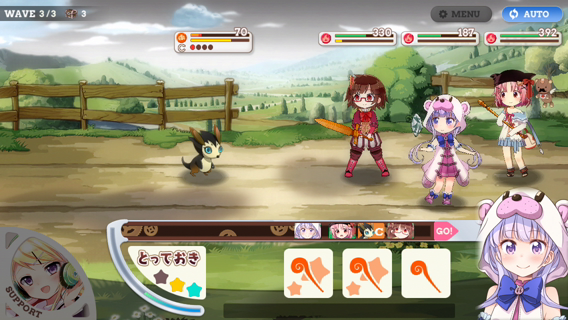 WAVE 3/3 3
MENU
AUTO
70
C
330
187
392
C
GO!
とっておき
SUPPORT